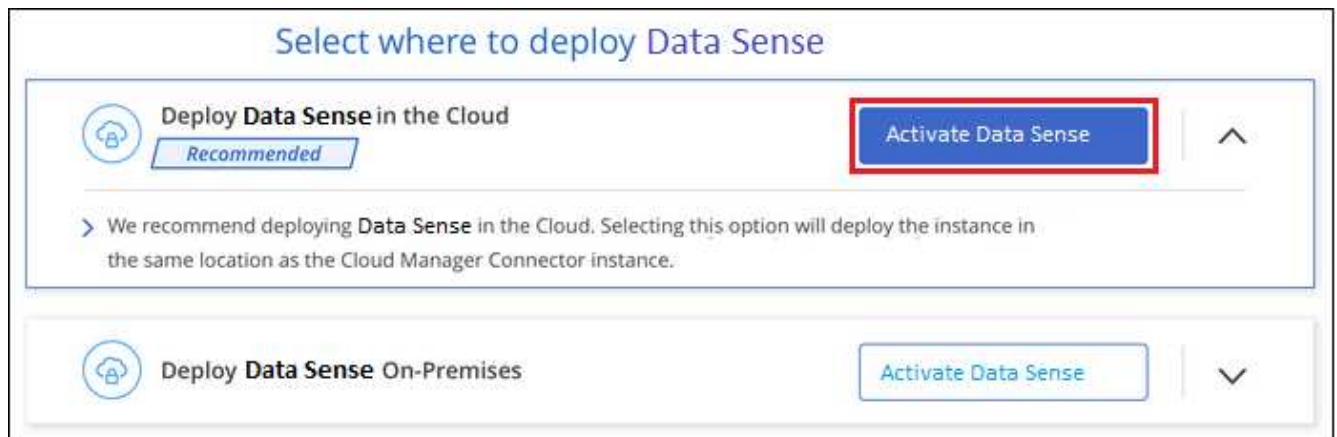 Select where to deploy Data Sense
Deploy Data Sense in the Cloud
Activate Data Sense
Recommended
We recommend deploying Data Sense in the Cloud. Selecting this option will deploy the instance in
the same location as the Cloud Manager Connector instance.
Deploy Data Sense On-Premises
Activate Data Sense